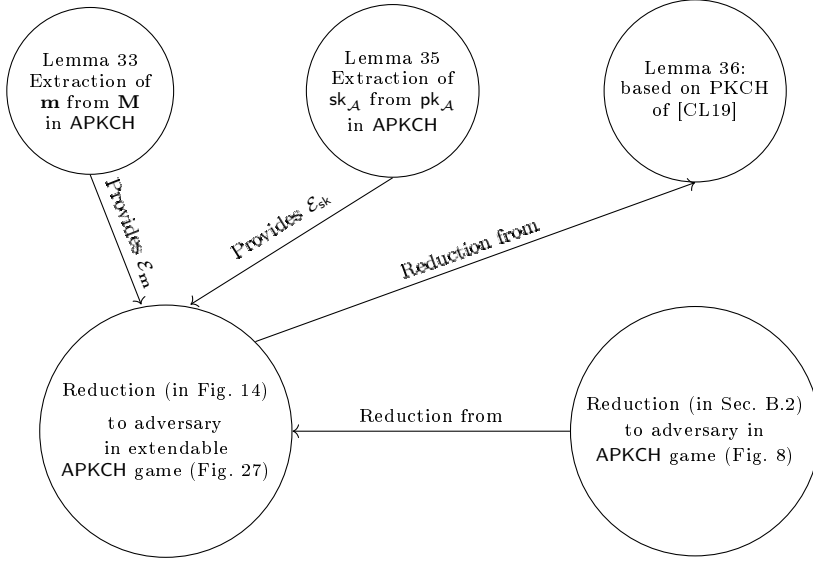 Lemma 33
Extraction of
m from M
in APKCH
Lemma 35
Extraction of
sk_𝒜 from pk_𝒜
in APKCH
Lemma 36:
based on PKCH
of [CL19]
Provides ℰ_m
Provides ℰ_sk
Reduction from
Reduction (in Fig. 14)
to adversary
in extendable
APKCH game (Fig. 27)
Reduction from
Reduction (in Sec. B.2)
to adversary in
APKCH game (Fig. 8)